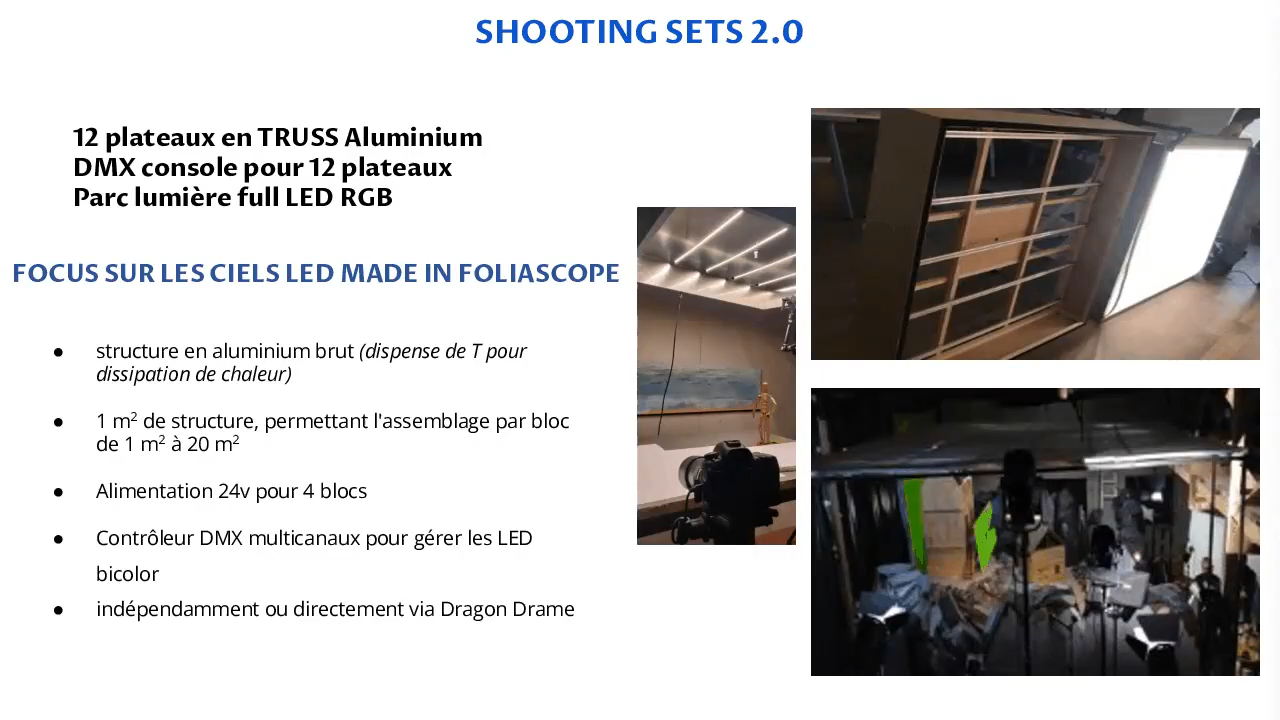 SHOOTING SETS 2.0
12 plateaux en TRUSS Aluminium
DMX console pour 12 plateaux
Parc lumière full LED RGB
FOCUS SUR LES CIELS LED MADE IN FOLIASCOPE
● structure en aluminium brut (dispense de T pour
dissipation de chaleur)
● 1 m² de structure, permettant l'assemblage par bloc
de 1 m² à 20 m²
● Alimentation 24v pour 4 blocs
● Contrôleur DMX multicanaux pour gérer les LED
bicolor
● indépendamment ou directement via Dragon Drame